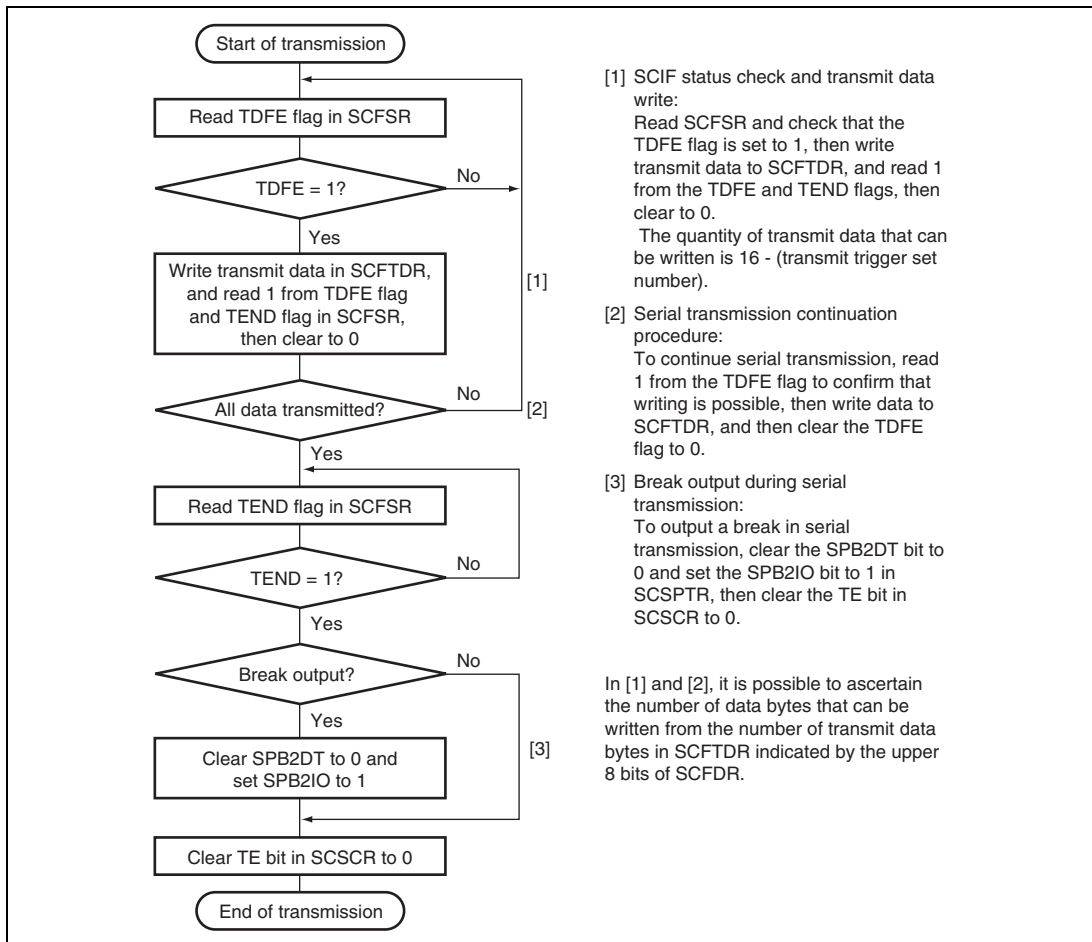 Start of transmission
Read TDFE flag in SCFSR
TDFE = 1?
No
Yes
Write transmit data in SCFTDR,
and read 1 from TDFE flag
and TEND flag in SCFSR,
then clear to 0
[1]
All data transmitted?
No
[2]
Yes
Read TEND flag in SCFSR
TEND = 1?
No
Yes
Break output?
No
Yes
Clear SPB2DT to 0 and
set SPB2IO to 1
[3]
Clear TE bit in SCSCR to 0
End of transmission
[1] SCIF status check and transmit data
write:
Read SCFSR and check that the
TDFE flag is set to 1, then write
transmit data to SCFTDR, and read 1
from the TDFE and TEND flags, then
clear to 0.
The quantity of transmit data that can
be written is 16 - (transmit trigger set
number).
[2] Serial transmission continuation
procedure:
To continue serial transmission, read
1 from the TDFE flag to confirm that
writing is possible, then write data to
SCFTDR, and then clear the TDFE
flag to 0.
[3] Break output during serial
transmission:
To output a break in serial
transmission, clear the SPB2DT bit to
0 and set the SPB2IO bit to 1 in
SCSPTR, then clear the TE bit in
SCSCR to 0.
In [1] and [2], it is possible to ascertain
the number of data bytes that can be
written from the number of transmit data
bytes in SCFTDR indicated by the upper
8 bits of SCFDR.